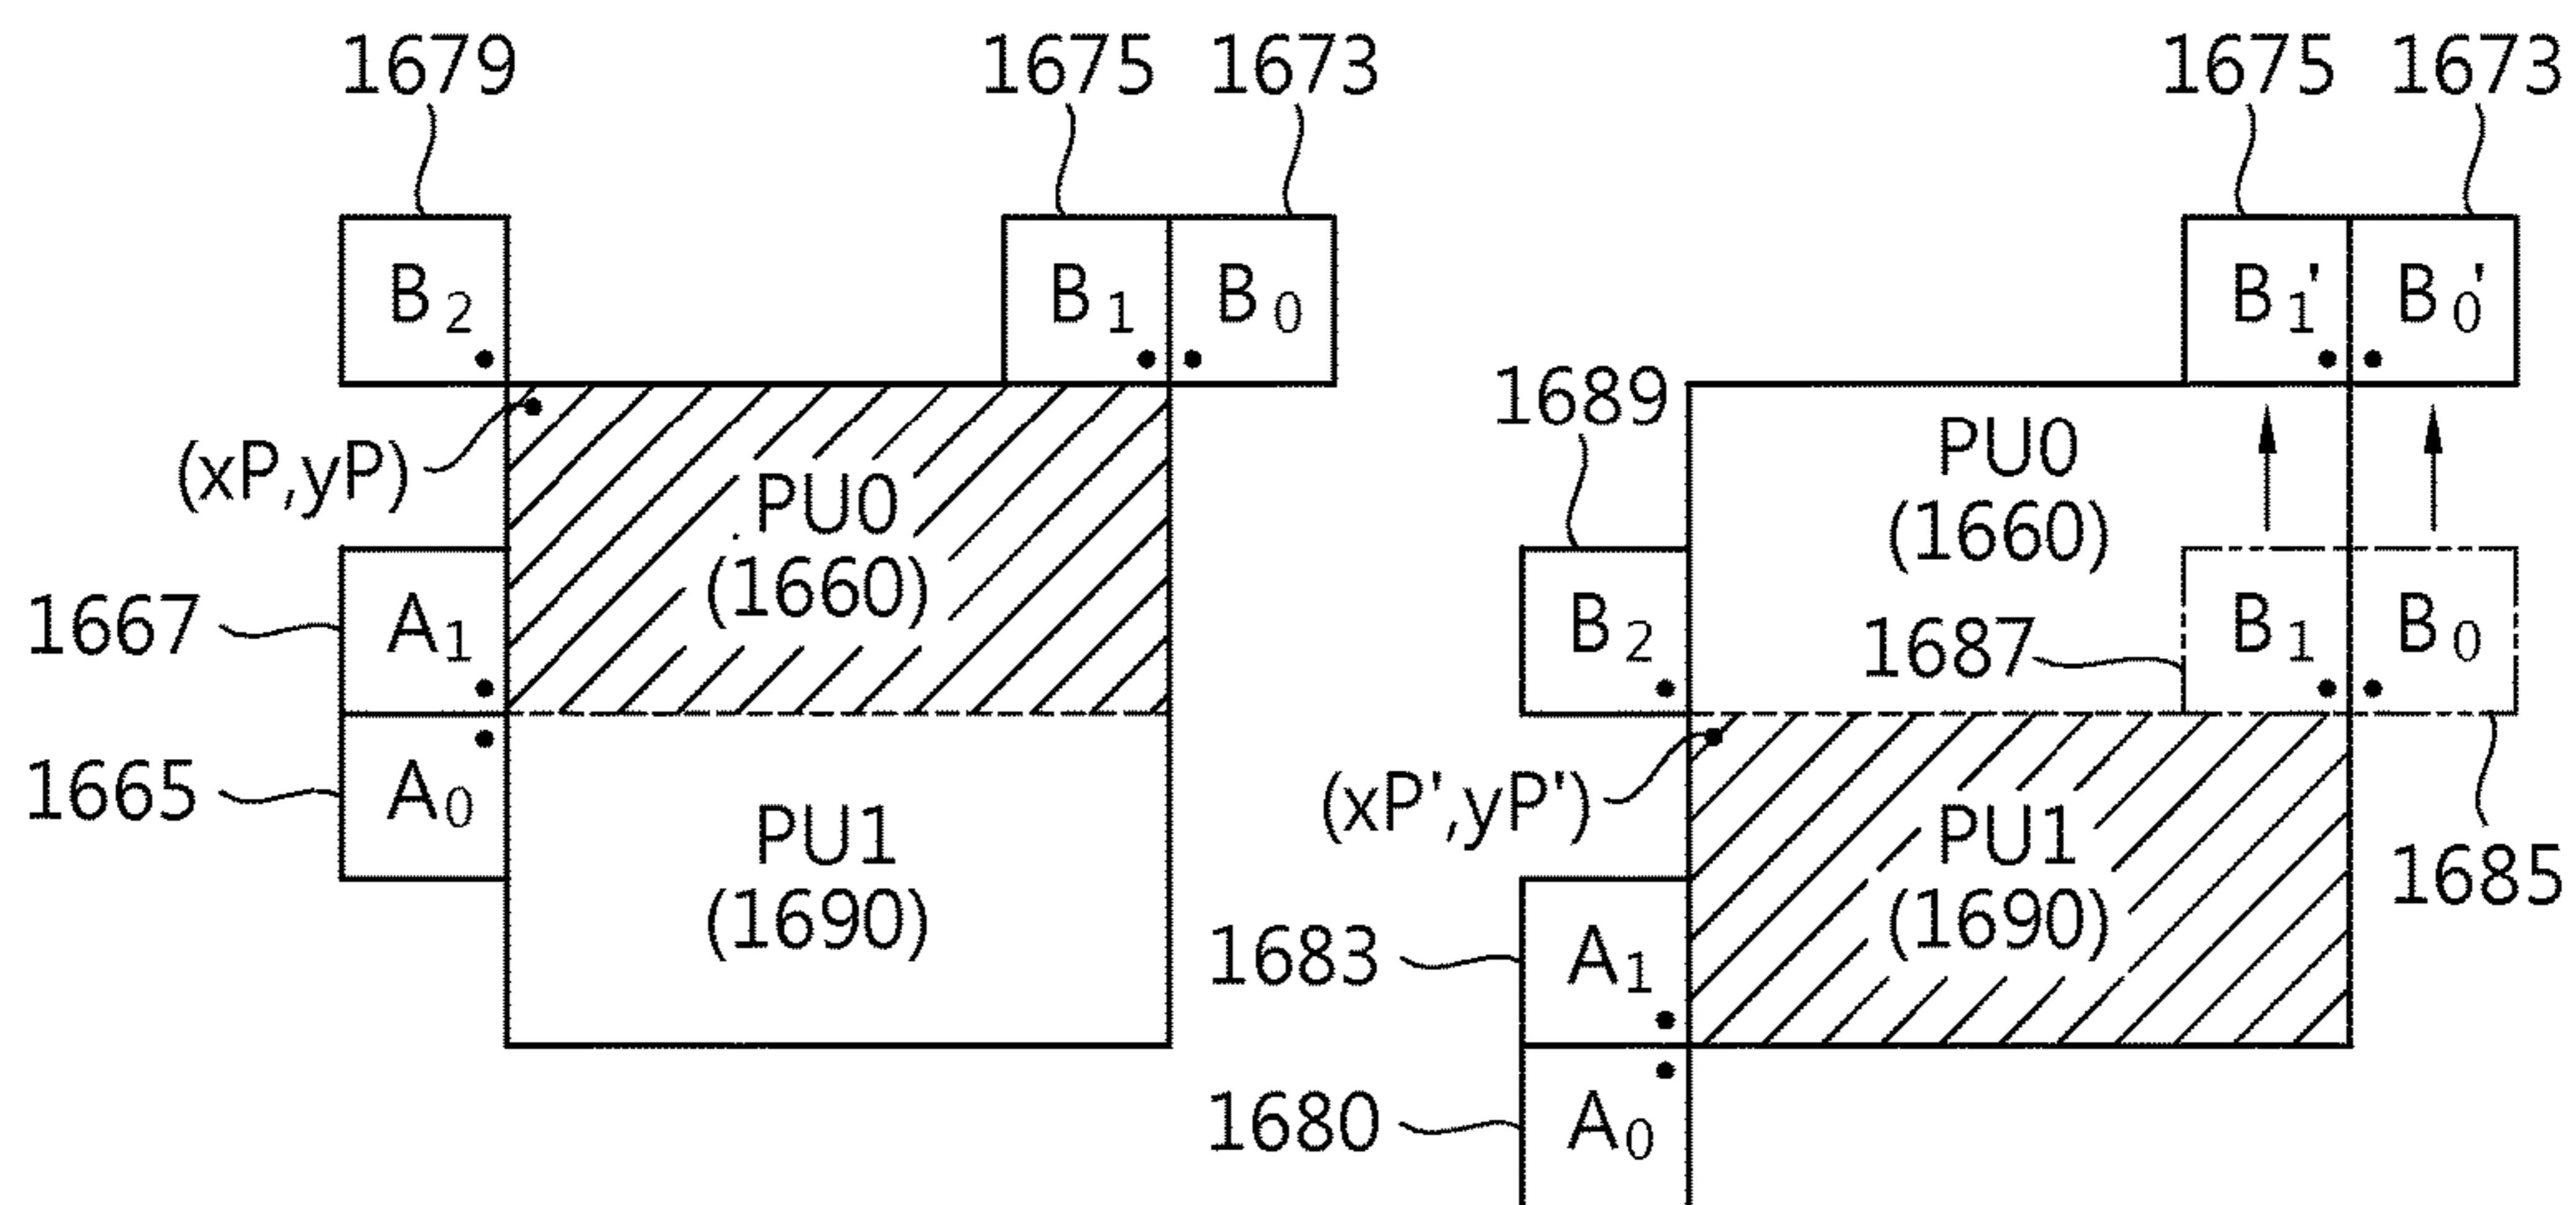 1679
1675
1673
B2
B1
B0
(xP,yP)
PU0
(1660)
1667
A1
1665
A0
PU1
(1690)
1675
1673
B1'
B0'
1689
PU0
(1660)
B2
1687
B1
B0
(xP',yP')
PU1
(1690)
1685
1683
A1
1680
A0